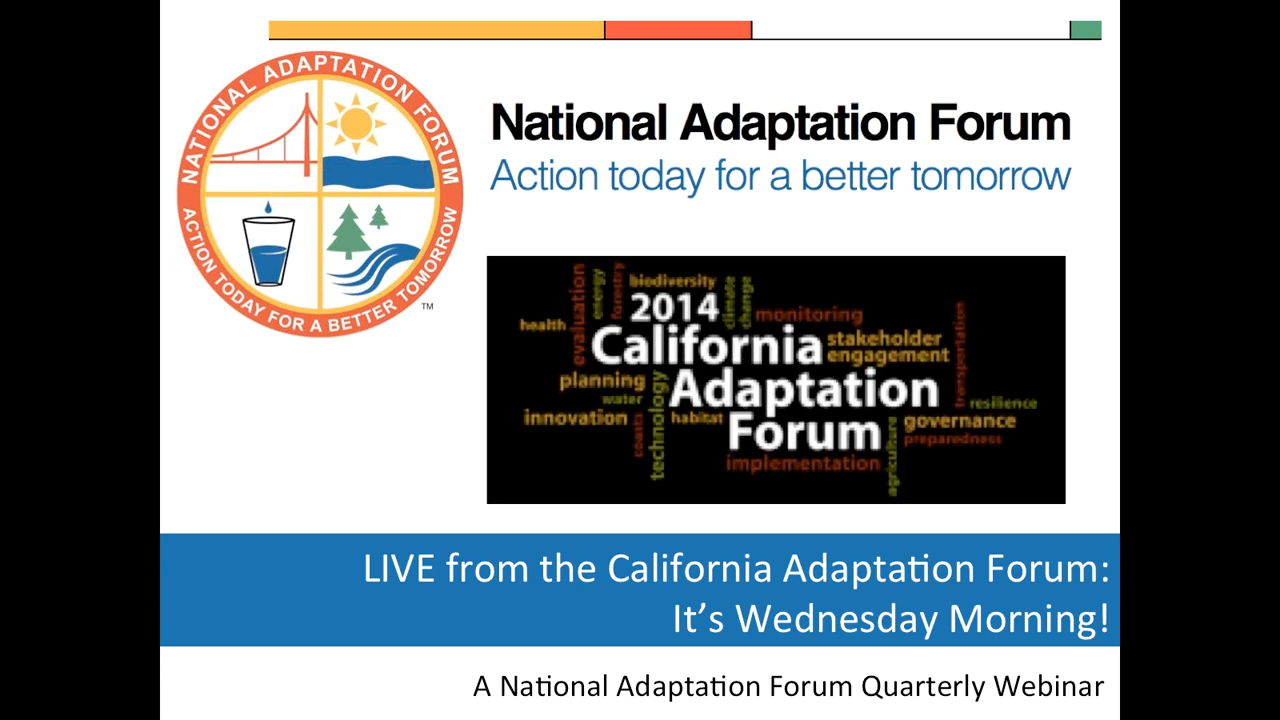 NATIONAL ADAPTATION FORUM
ACTION TODAY FOR A BETTER TOMORROW
TM
National Adaptation Forum
Action today for a better tomorrow
evaluation
energy
forestry
biodiversity
climate
change
2014
monitoring
health
California
stakeholder
engagement
transportation
planning
Adaptation
water
technology
resilience
innovation
coasts
habitat
Forum
governance
preparedness
implementation
agriculture
LIVE from the California Adaptation Forum:
It's Wednesday Morning!
A National Adaptation Forum Quarterly Webinar